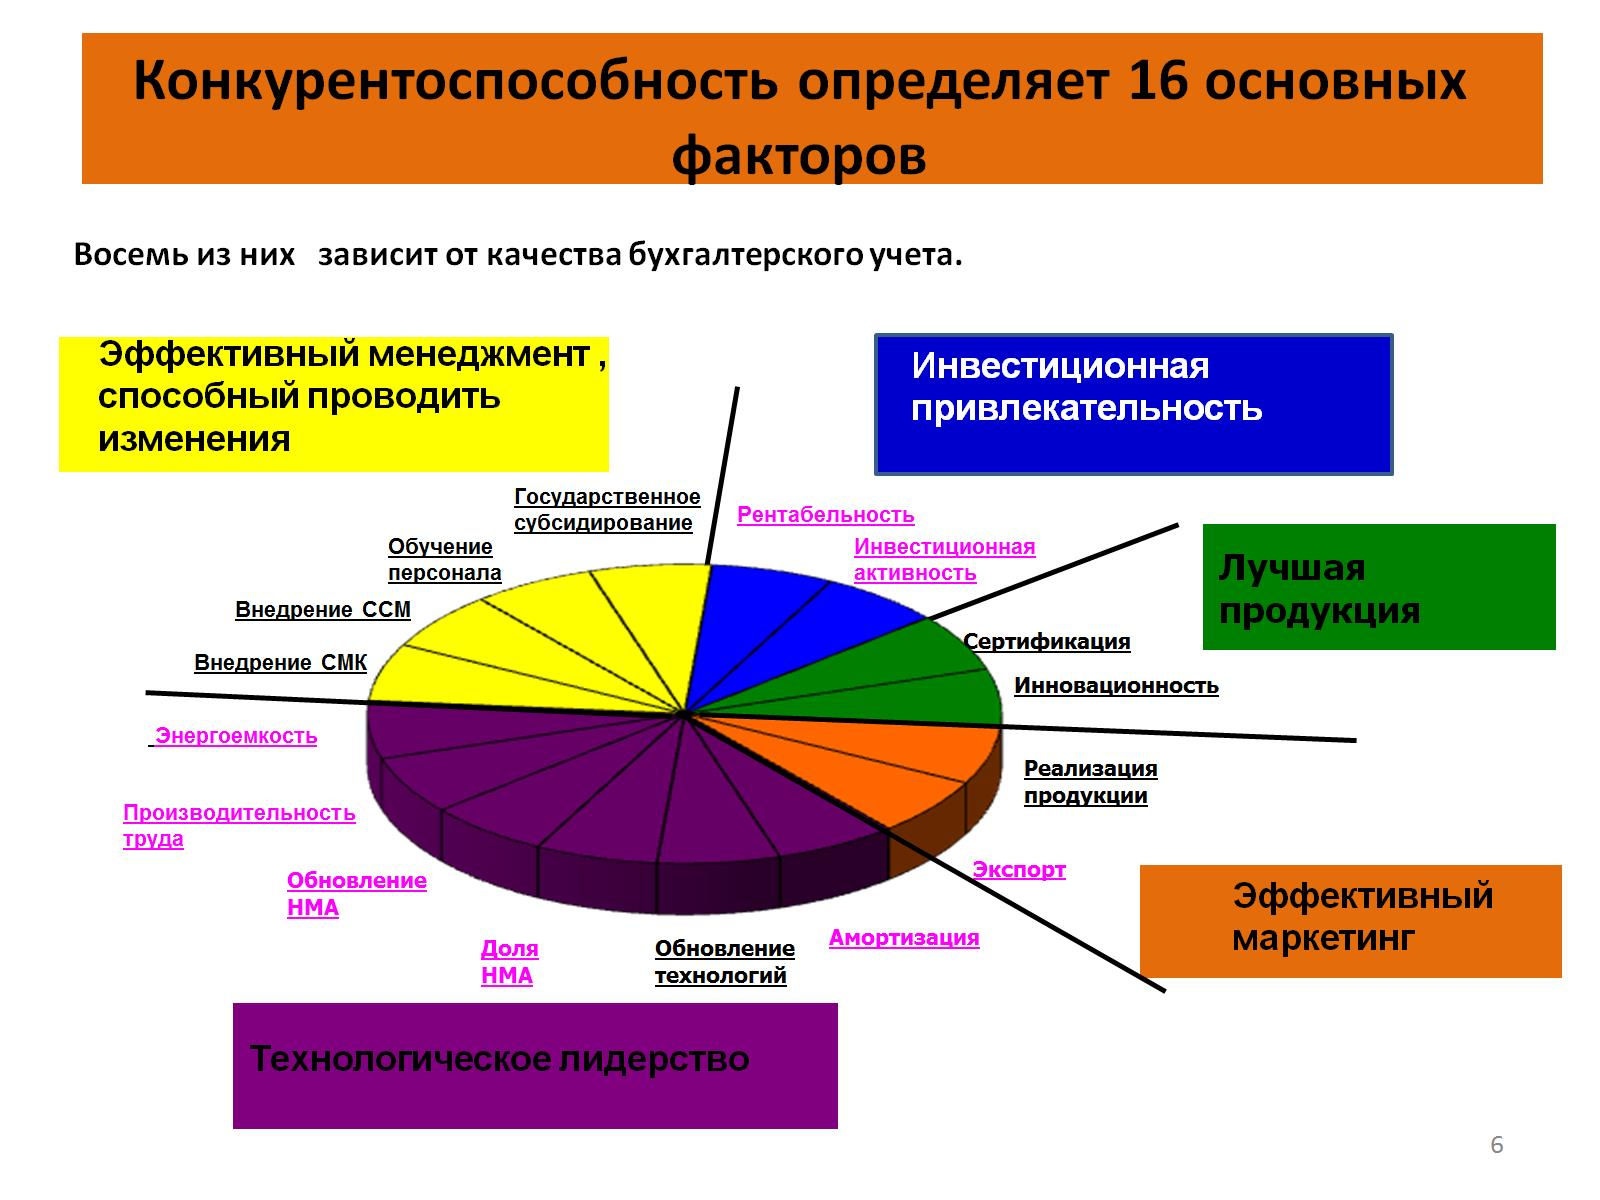 Конкурентоспособность определяет 16 основных
факторов
Восемь из них зависит от качества бухгалтерского учета.
Эффективный менеджмент ,
способный проводить
изменения
Инвестиционная
привлекательность
Государственное
субсидирование
Рентабельность
Обучение
персонала
Инвестиционная
активность
Лучшая
продукция
Внедрение ССМ
Сертификация
Внедрение СМК
Инновационность
Энергоемкость
Реализация
продукции
Производительность
труда
Обновление
НМА
Экспорт
Эффективный
маркетинг
Доля
НМА
Обновление
технологий
Амортизация
Технологическое лидерство
6